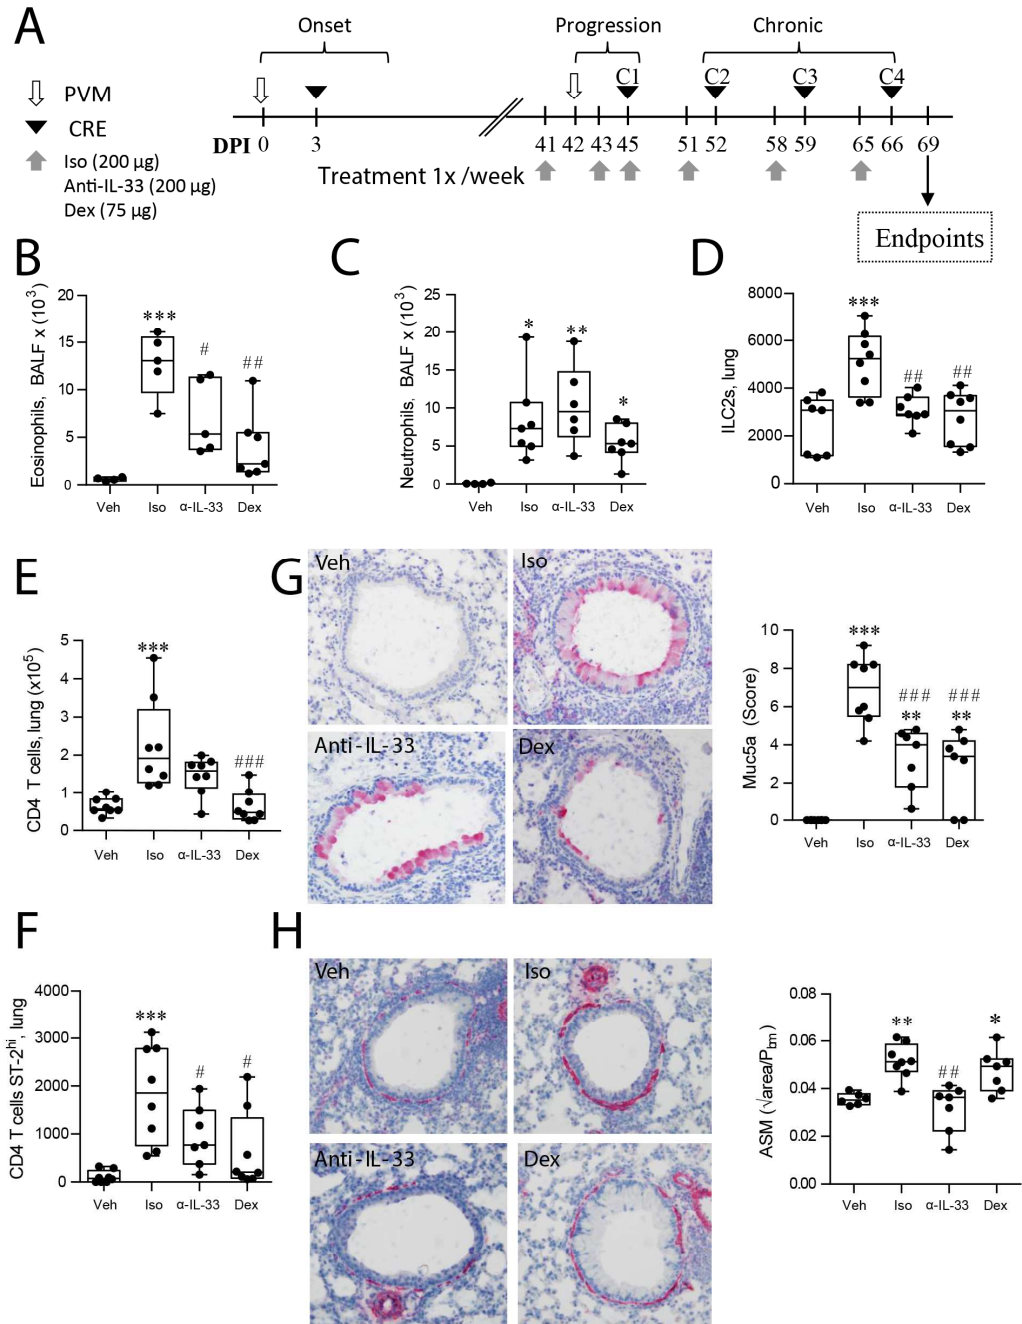 A
Onset
Progression
Chronic
PVM
CRE
Iso (200 µg)
Anti-IL-33 (200 µg)
Dex (75 µg)
C1 C2 C3 C4
DPI 0 3 41 42 43 45 51 52 58 59 65 66 69
Treatment 1x /week
Endpoints
B
Eosinophils, BALF x (10³)
20
15
10
5
0
***
#
##
Veh Iso α-IL-33 Dex
C
Neutrophils, BALF x (10³)
25
20
15
10
5
0
*
**
*
Veh Iso α-IL-33 Dex
D
ILC2s, lung
8000
6000
4000
2000
0
***
##
##
Veh Iso α-IL-33 Dex
E
CD4 T cells, lung (x10⁵)
5
4
3
2
1
0
***
###
Veh Iso α-IL-33 Dex
G
Veh
Iso
Anti-IL-33
Dex
Muc5a (Score)
10
8
6
4
2
0
***
###
**
###
**
Veh Iso α-IL-33 Dex
F
CD4 T cells ST-2ʰⁱ, lung
4000
3000
2000
1000
0
***
#
#
Veh Iso α-IL-33 Dex
H
Veh
Iso
Anti-IL-33
Dex
ASM (√area/Pbm)
0.08
0.06
0.04
0.02
0.00
**
##
*
Veh Iso α-IL-33 Dex